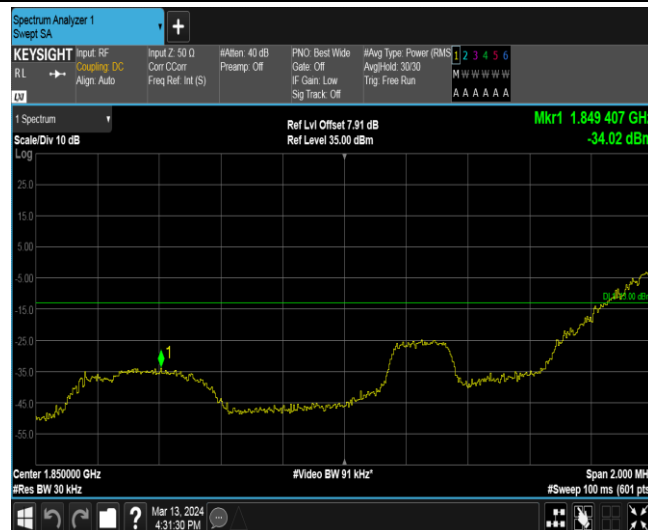 Spectrum Analyzer 1
Swept SA
KEYSIGHT
RL
LXI
Input: RF
Coupling: DC
Align: Auto
Input Z: 50 Ω
Corr CCorr
Freq Ref: Int (S)
#Atten: 40 dB
Preamp: Off
PNO: Best Wide
Gate: Off
IF Gain: Low
Sig Track: Off
#Avg Type: Power (RMS
Avg|Hold: 30/30
Trig: Free Run
1 2 3 4 5 6
M W W W W W
A A A A A A
1 Spectrum
Scale/Div 10 dB
Log
Ref Lvl Offset 7.91 dB
Ref Level 35.00 dBm
Mkr1 1.849 407 GHz
-34.02 dBm
25.0
15.0
5.00
-5.00
-15.0
-25.0
-35.0
-45.0
-55.0
1
Center 1.850000 GHz
#Res BW 30 kHz
#Video BW 91 kHz*
Span 2.000 MH
#Sweep 100 ms (601 pts
?
Mar 13, 2024
4:31:30 PM